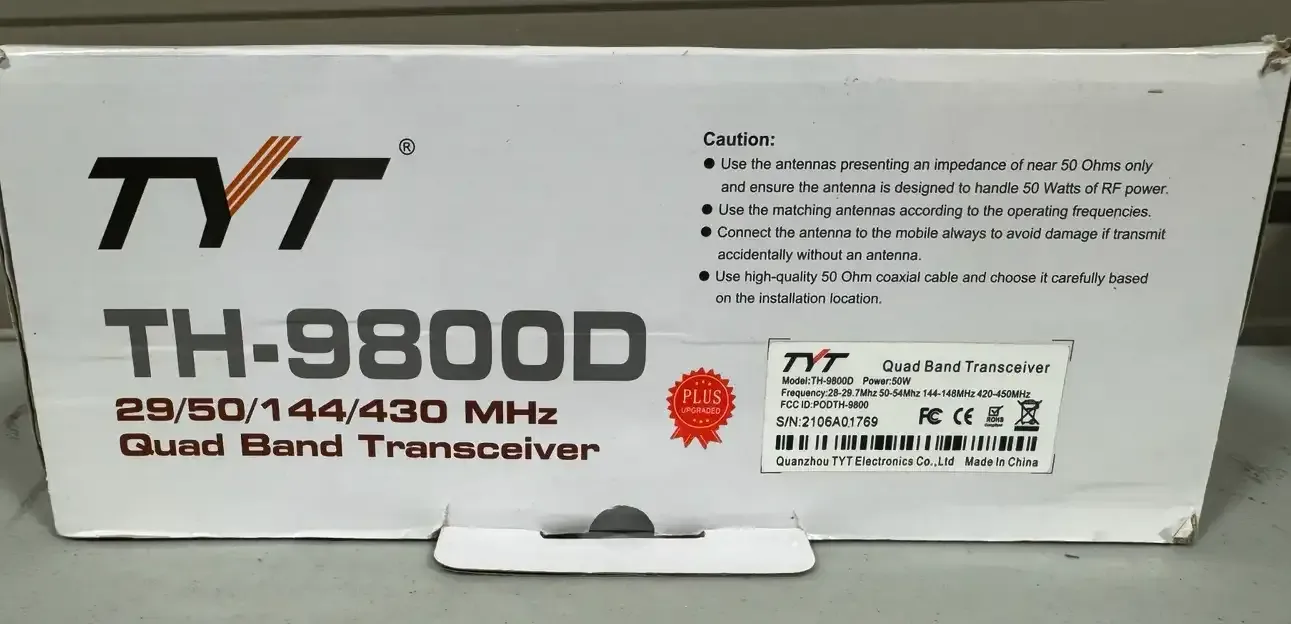 TYT®
TH-9800D
29/50/144/430 MHz
Quad Band Transceiver
PLUS
UPGRADED
Caution:
● Use the antennas presenting an impedance of near 50 Ohms only
and ensure the antenna is designed to handle 50 Watts of RF power.
● Use the matching antennas according to the operating frequencies.
● Connect the antenna to the mobile always to avoid damage if transmit
accidentally without an antenna.
● Use high-quality 50 Ohm coaxial cable and choose it carefully based
on the installation location.
TYT Quad Band Transceiver
Model:TH-9800D Power:50W
Frequency:28-29.7Mhz 50-54Mhz 144-148MHz 420-450MHz
FCC ID:PODTH-9800
S/N:2106A01769 FC CE ROHS
Compliant
Quanzhou TYT Electronics Co.,Ltd Made In China